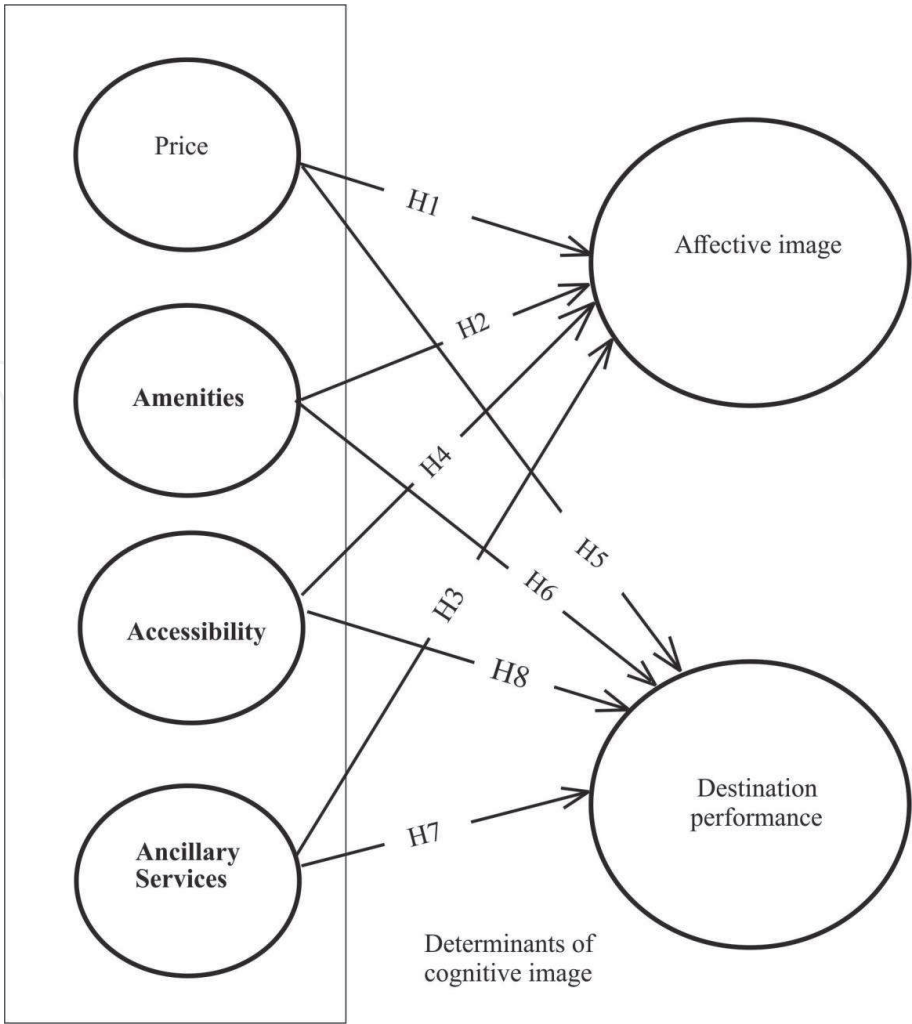 Price
H1
Affective image
H2
Amenities
H4
H5
H6
H3
Accessibility
H8
Destination
performance
H7
Ancillary
Services
Determinants of
cognitive image